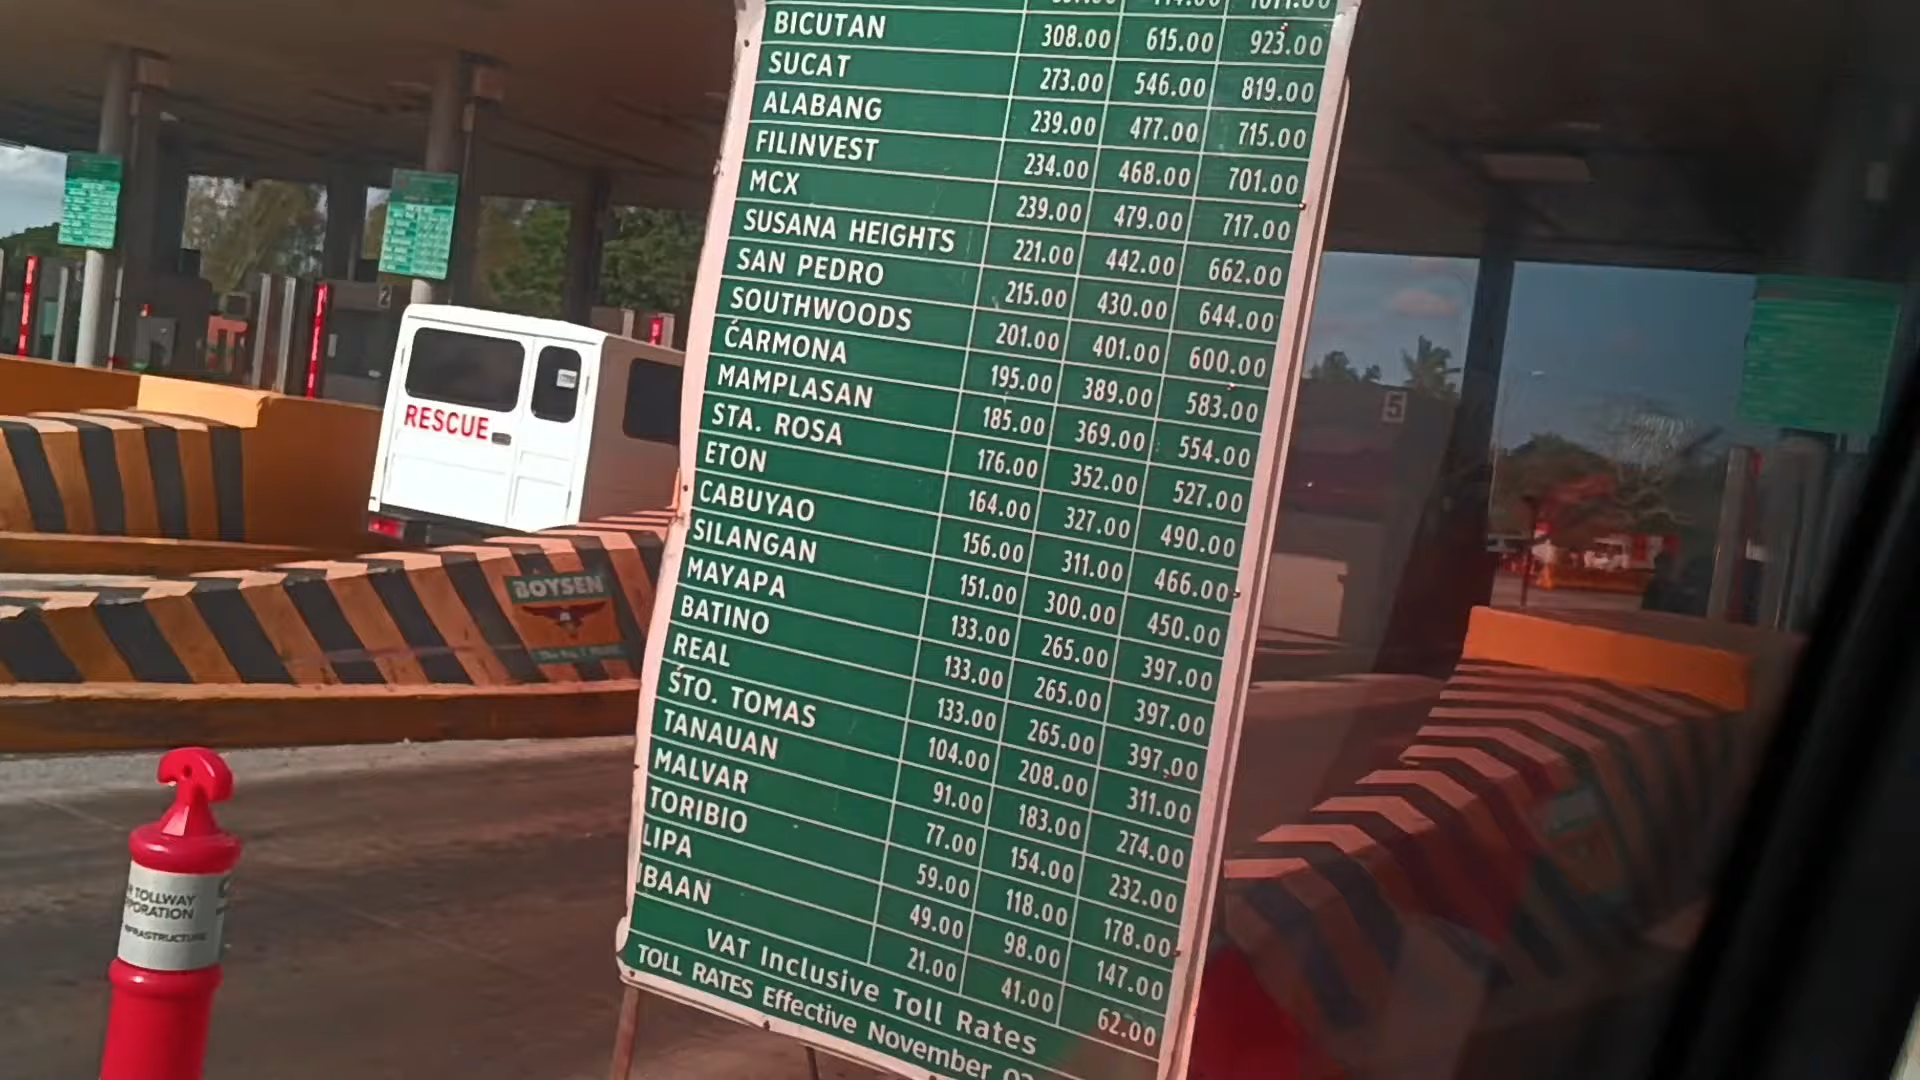 BICUTAN 308.00 615.00 923.00
SUCAT 273.00 546.00 819.00
ALABANG 239.00 477.00 715.00
FILINVEST 234.00 468.00 701.00
MCX 239.00 479.00 717.00
SUSANA HEIGHTS 221.00 442.00 662.00
SAN PEDRO 215.00 430.00 644.00
SOUTHWOODS 201.00 401.00 600.00
CARMONA 195.00 389.00 583.00
MAMPLASAN 185.00 369.00 554.00
STA. ROSA 176.00 352.00 527.00
ETON 164.00 327.00 490.00
CABUYAO 156.00 311.00 466.00
SILANGAN 151.00 300.00 450.00
MAYAPA 133.00 265.00 397.00
BATINO 133.00 265.00 397.00
REAL 133.00 265.00 397.00
STO. TOMAS 104.00 208.00 311.00
TANAUAN 91.00 183.00 274.00
MALVAR 77.00 154.00 232.00
TORIBIO 59.00 118.00 178.00
LIPA 49.00 98.00 147.00
IBAAN 21.00 41.00 62.00
VAT Inclusive Toll Rates
TOLL RATES Effective November
RESCUE
BOYSEN
2
5
TOLLWAY